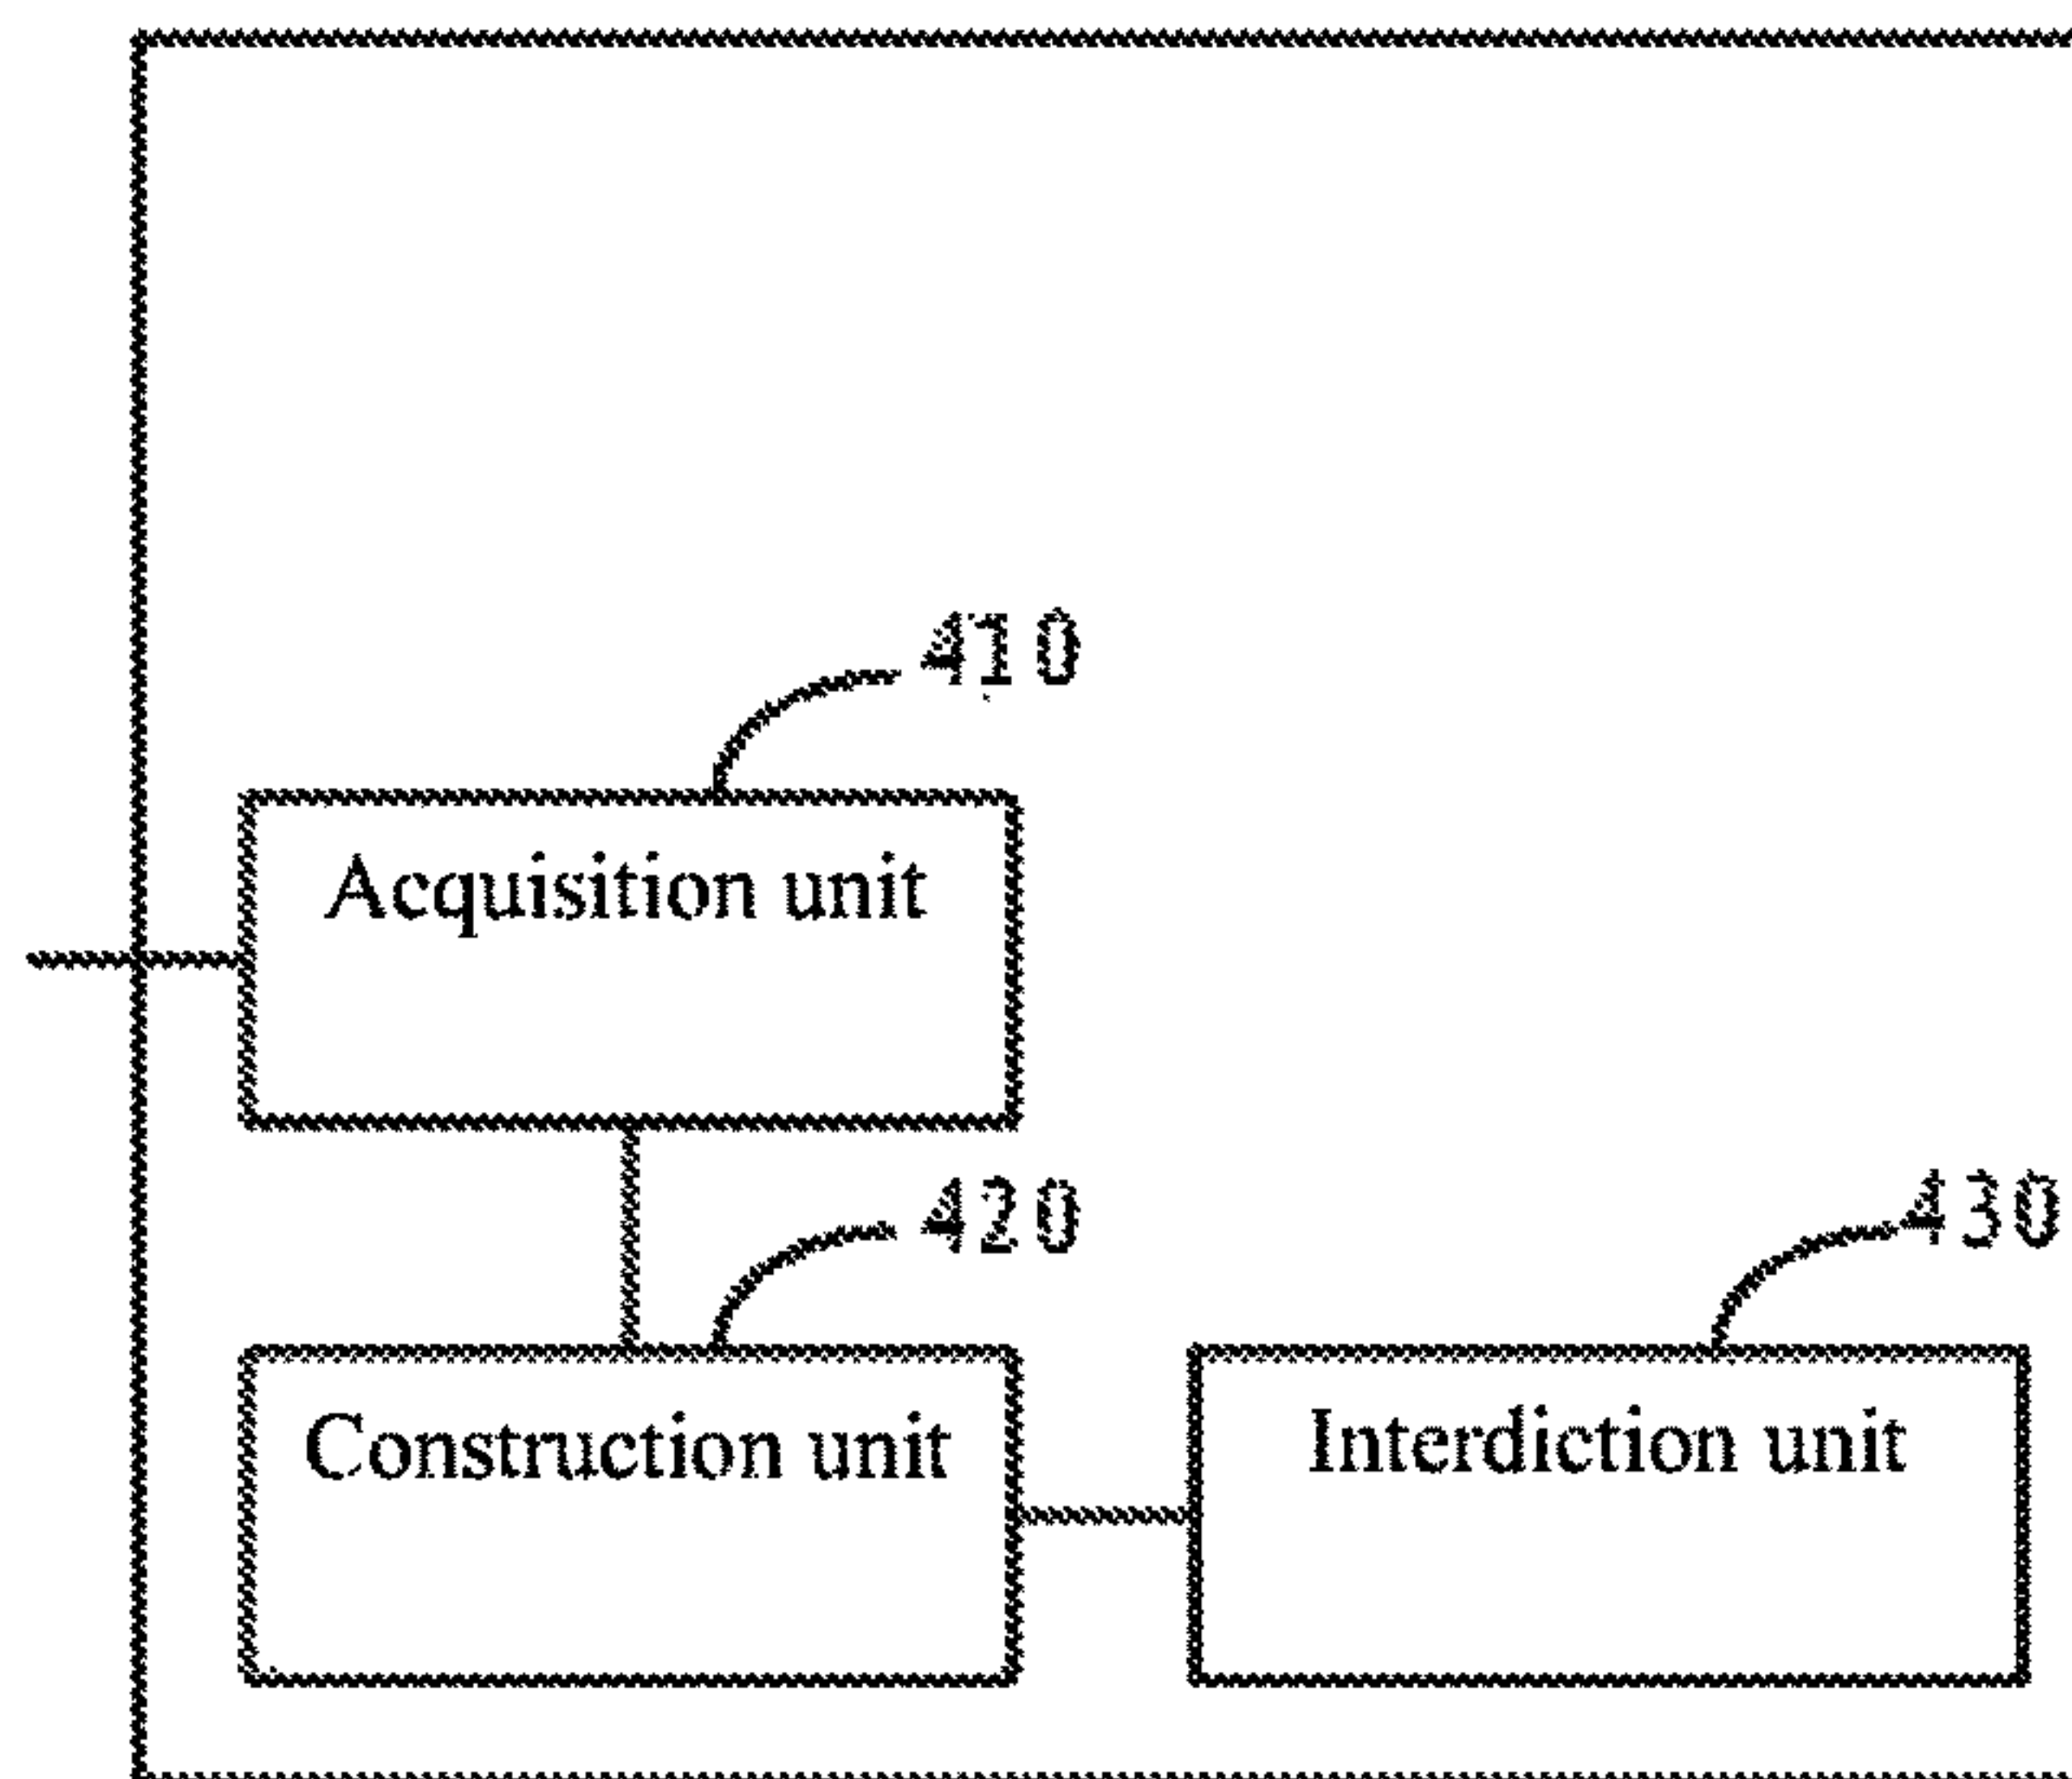 410
Acquisition unit
420
430
Construction unit
Interdiction unit